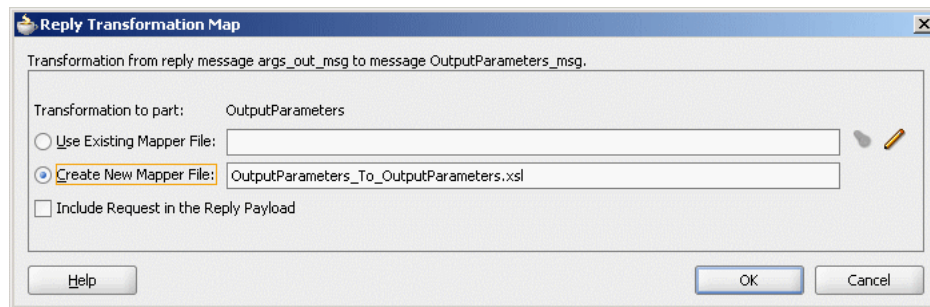 Reply Transformation Map
Transformation from reply message args_out_msg to message OutputParameters_msg.
Transformation to part: OutputParameters
Use Existing Mapper File:
Create New Mapper File: OutputParameters_To_OutputParameters.xsl
Include Request in the Reply Payload
Help OK Cancel